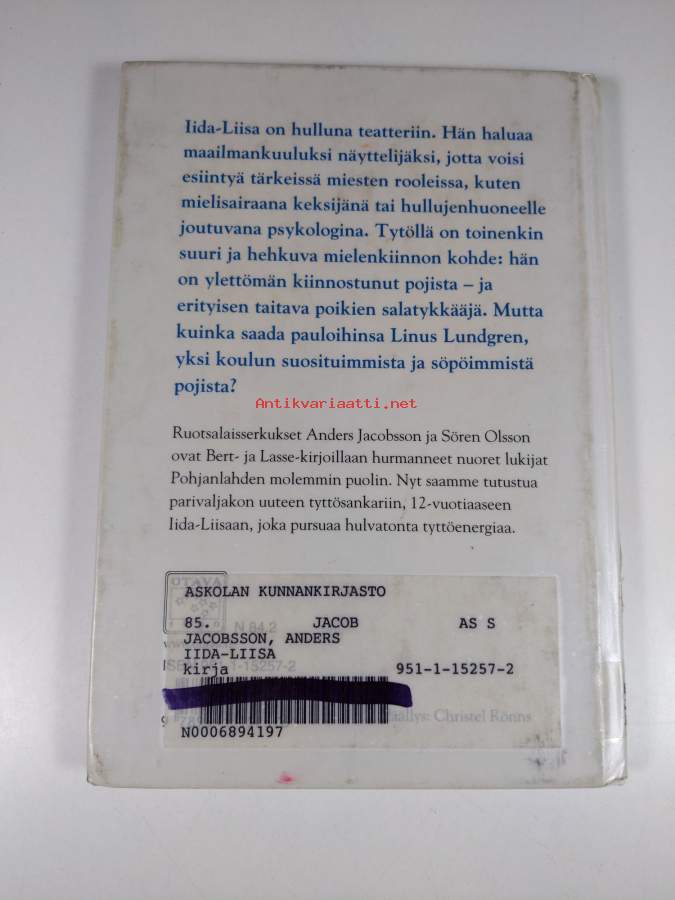 Iida-Liisa on hulluna teatteriin. Hän haluaa
maailmankuuluksi näyttelijäksi, jotta voisi
esiintyä tärkeissä miesten rooleissa, kuten
mielisairaana keksijänä tai hullujenhuoneelle
joutuvana psykologina. Tytöllä on toinenkin
suuri ja hehkuva mielenkiinnon kohde: hän
on ylettömän kiinnostunut pojista – ja
erityisen taitava poikien salatykkääjä. Mutta
kuinka saada pauloihinsa Linus Lundgren,
yksi koulun suosituimmista ja söpöimmistä
pojista?
Antikvariaatti.net
Ruotsalaisserkukset Anders Jacobsson ja Sören Olsson
ovat Bert- ja Lasse-kirjoillaan hurmanneet nuoret lukijat
Pohjanlahden molemmin puolin. Nyt saamme tutustua
parivaljakon uuteen tyttösankariin, 12-vuotiaaseen
Iida-Liisaan, joka pursuaa hulvatonta tyttöenergiaa.
OTAVA
ASKOLAN KUNNANKIRJASTO
85. JACOB AS S
N 84.2
JACOBSSON, ANDERS
IIDA-LIISA
kirja 951-1-15257-2
Christel Rönns
N0006894197